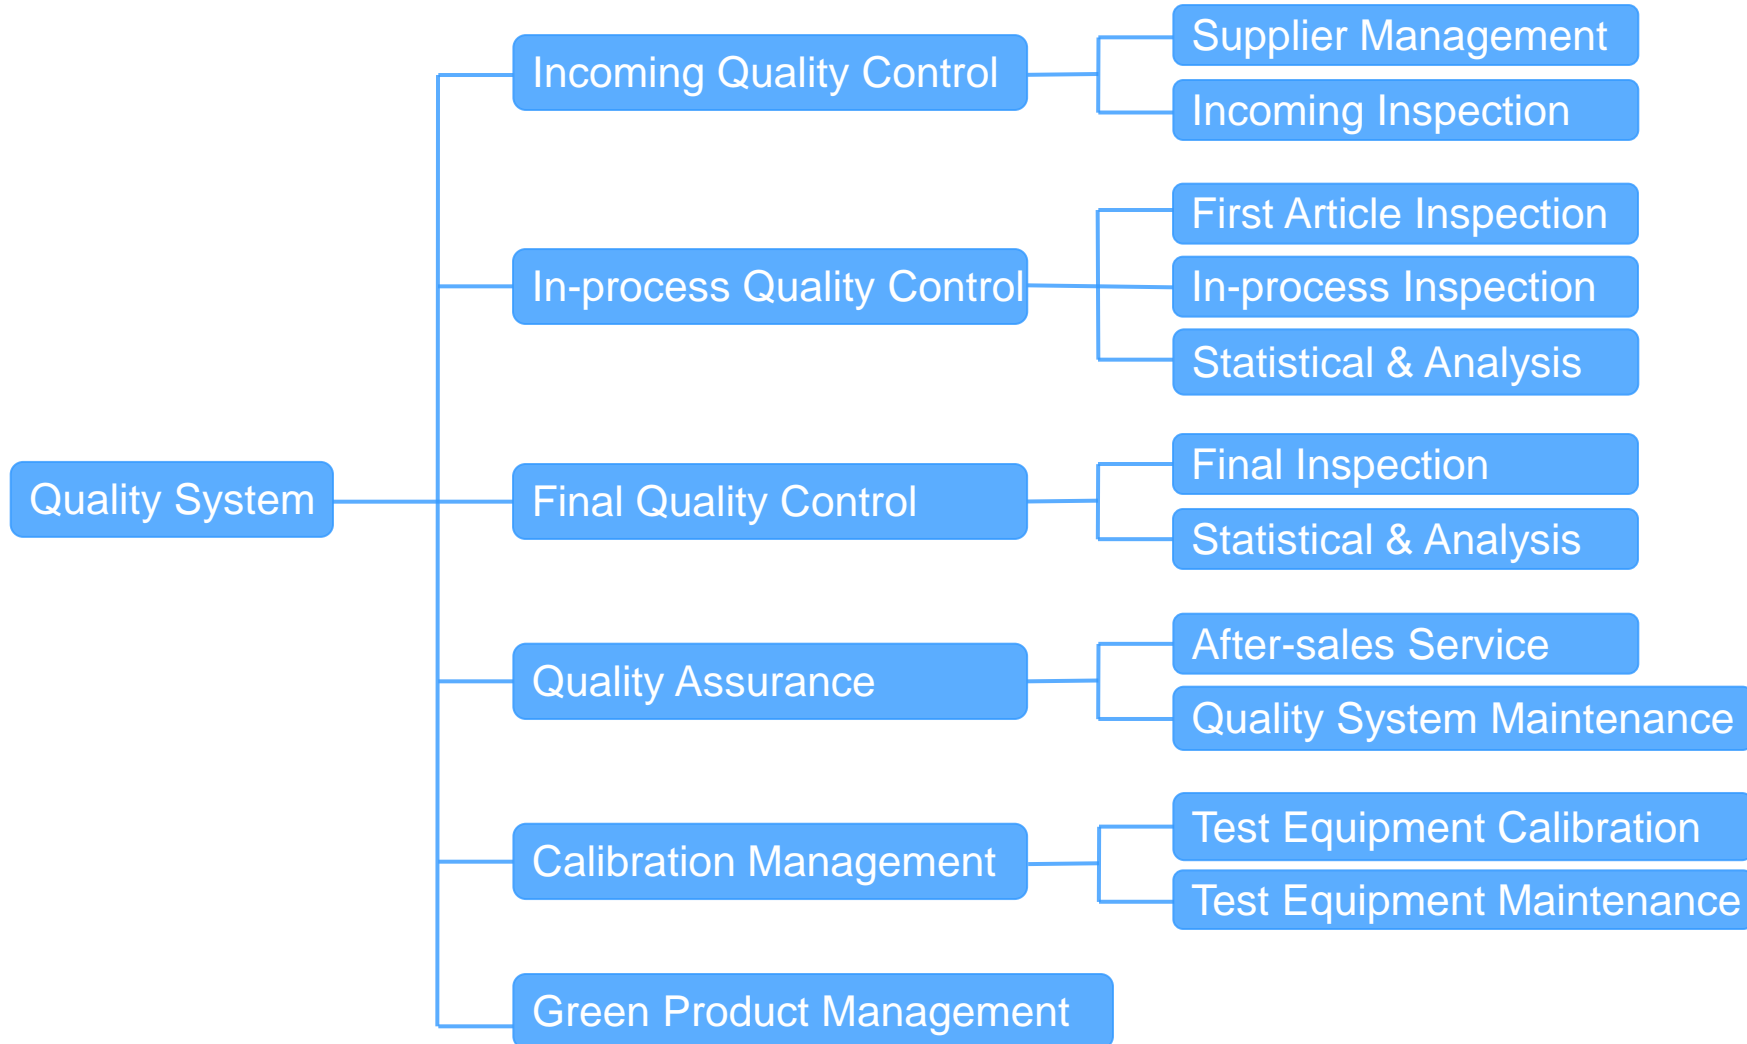 Quality System
Incoming Quality Control
Supplier Management
Incoming Inspection
In-process Quality Control
First Article Inspection
In-process Inspection
Statistical & Analysis
Final Quality Control
Final Inspection
Statistical & Analysis
Quality Assurance
After-sales Service
Quality System Maintenance
Calibration Management
Test Equipment Calibration
Test Equipment Maintenance
Green Product Management